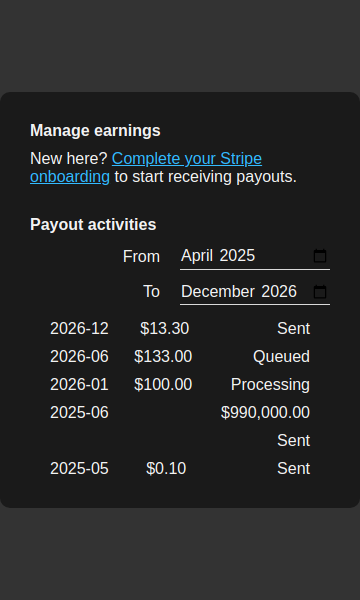 Manage earnings
New here? Complete your Stripe
onboarding to start receiving payouts.
Payout activities
From April 2025
To December 2026
2026-12 $13.30 Sent
2026-06 $133.00 Queued
2026-01 $100.00 Processing
2025-06 $990,000.00
Sent
2025-05 $0.10 Sent